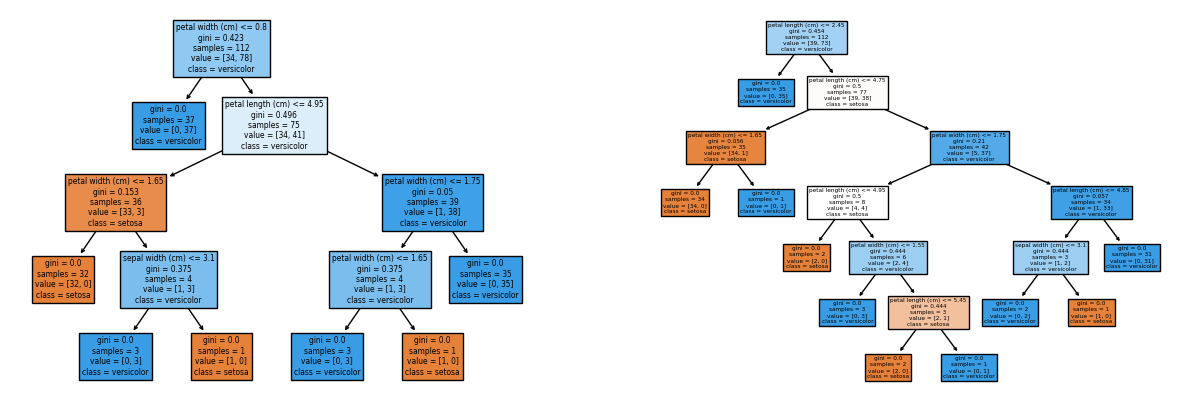 petal width (cm) <= 0.8
gini = 0.423
samples = 112
value = [34, 78]
class = versicolor
gini = 0.0
samples = 37
value = [0, 37]
class = versicolor
petal length (cm) <= 4.95
gini = 0.496
samples = 75
value = [34, 41]
class = versicolor
petal width (cm) <= 1.65
gini = 0.153
samples = 36
value = [33, 3]
class = setosa
petal width (cm) <= 1.75
gini = 0.05
samples = 39
value = [1, 38]
class = versicolor
gini = 0.0
samples = 32
value = [32, 0]
class = setosa
sepal width (cm) <= 3.1
gini = 0.375
samples = 4
value = [1, 3]
class = versicolor
petal width (cm) <= 1.65
gini = 0.375
samples = 4
value = [1, 3]
class = versicolor
gini = 0.0
samples = 35
value = [0, 35]
class = versicolor
gini = 0.0
samples = 3
value = [0, 3]
class = versicolor
gini = 0.0
samples = 1
value = [1, 0]
class = setosa
gini = 0.0
samples = 3
value = [0, 3]
class = versicolor
gini = 0.0
samples = 1
value = [1, 0]
class = setosa
petal length (cm) <= 2.45
gini = 0.454
samples = 112
value = [39, 73]
class = versicolor
gini = 0.0
samples = 35
value = [0, 35]
class = versicolor
petal length (cm) <= 4.75
gini = 0.5
samples = 77
value = [39, 38]
class = setosa
petal width (cm) <= 1.65
gini = 0.056
samples = 35
value = [34, 1]
class = setosa
petal width (cm) <= 1.75
gini = 0.21
samples = 42
value = [5, 37]
class = versicolor
gini = 0.0
samples = 34
value = [34, 0]
class = setosa
gini = 0.0
samples = 1
value = [0, 1]
class = versicolor
petal length (cm) <= 4.95
gini = 0.5
samples = 8
value = [4, 4]
class = setosa
petal length (cm) <= 4.85
gini = 0.057
samples = 34
value = [1, 33]
class = versicolor
gini = 0.0
samples = 2
value = [2, 0]
class = setosa
petal width (cm) <= 1.55
gini = 0.444
samples = 6
value = [2, 4]
class = versicolor
sepal width (cm) <= 3.1
gini = 0.444
samples = 3
value = [1, 2]
class = versicolor
gini = 0.0
samples = 31
value = [0, 31]
class = versicolor
gini = 0.0
samples = 3
value = [0, 3]
class = versicolor
petal length (cm) <= 5.45
gini = 0.444
samples = 3
value = [2, 1]
class = setosa
gini = 0.0
samples = 2
value = [0, 2]
class = versicolor
gini = 0.0
samples = 1
value = [1, 0]
class = setosa
gini = 0.0
samples = 2
value = [2, 0]
class = setosa
gini = 0.0
samples = 1
value = [0, 1]
class = versicolor